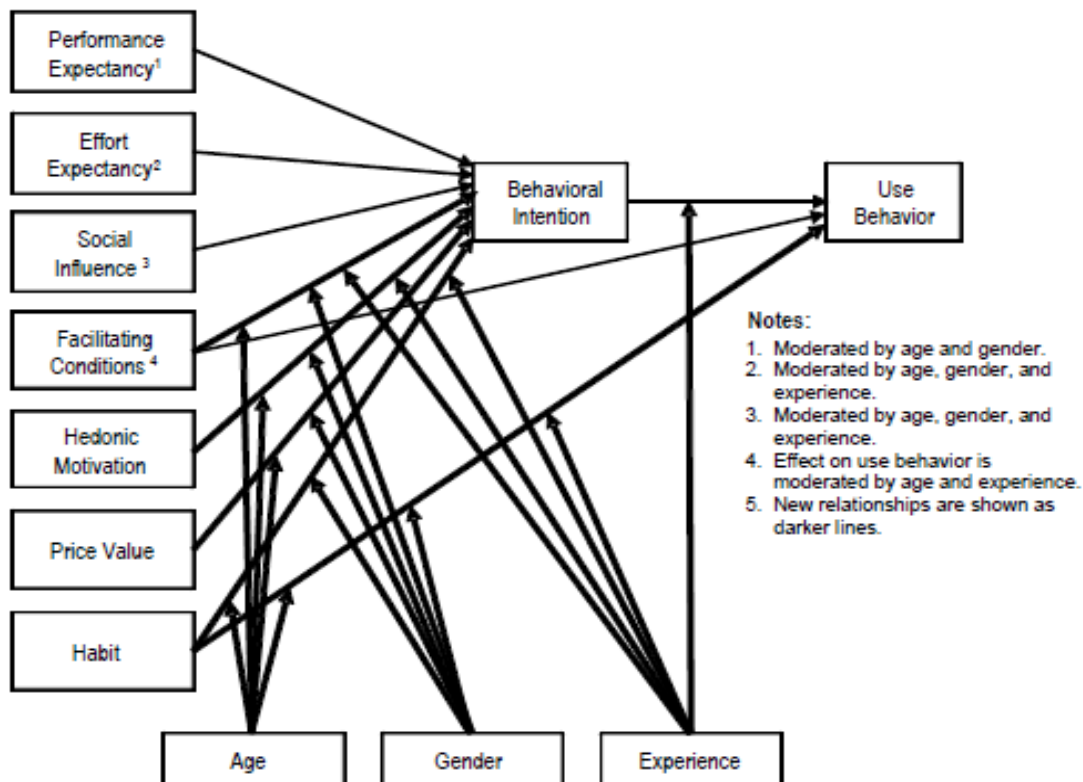 Performance
Expectancy¹
Effort
Expectancy²
Social
Influence ³
Facilitating
Conditions ⁴
Hedonic
Motivation
Price Value
Habit
Behavioral
Intention
Use
Behavior
Notes:
1. Moderated by age and gender.
2. Moderated by age, gender, and
experience.
3. Moderated by age, gender, and
experience.
4. Effect on use behavior is
moderated by age and experience.
5. New relationships are shown as
darker lines.
Age
Gender
Experience